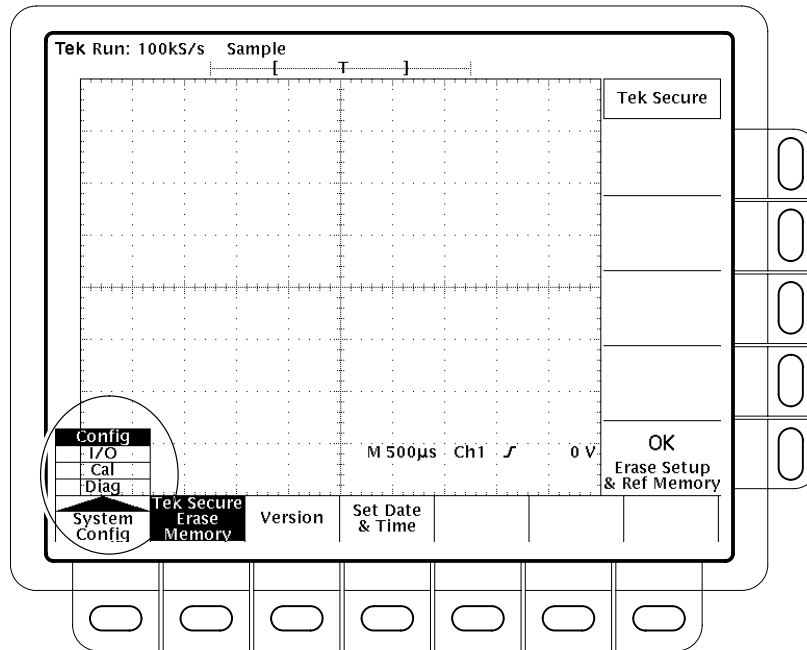 Tek Run: 100kS/s Sample
[ T ]
Tek Secure
M 500µs Ch1 0 V
OK
Erase Setup
& Ref Memory
Config
I/O
Cal
Diag
System
Config
Tek Secure
Erase
Memory
Version
Set Date
& Time